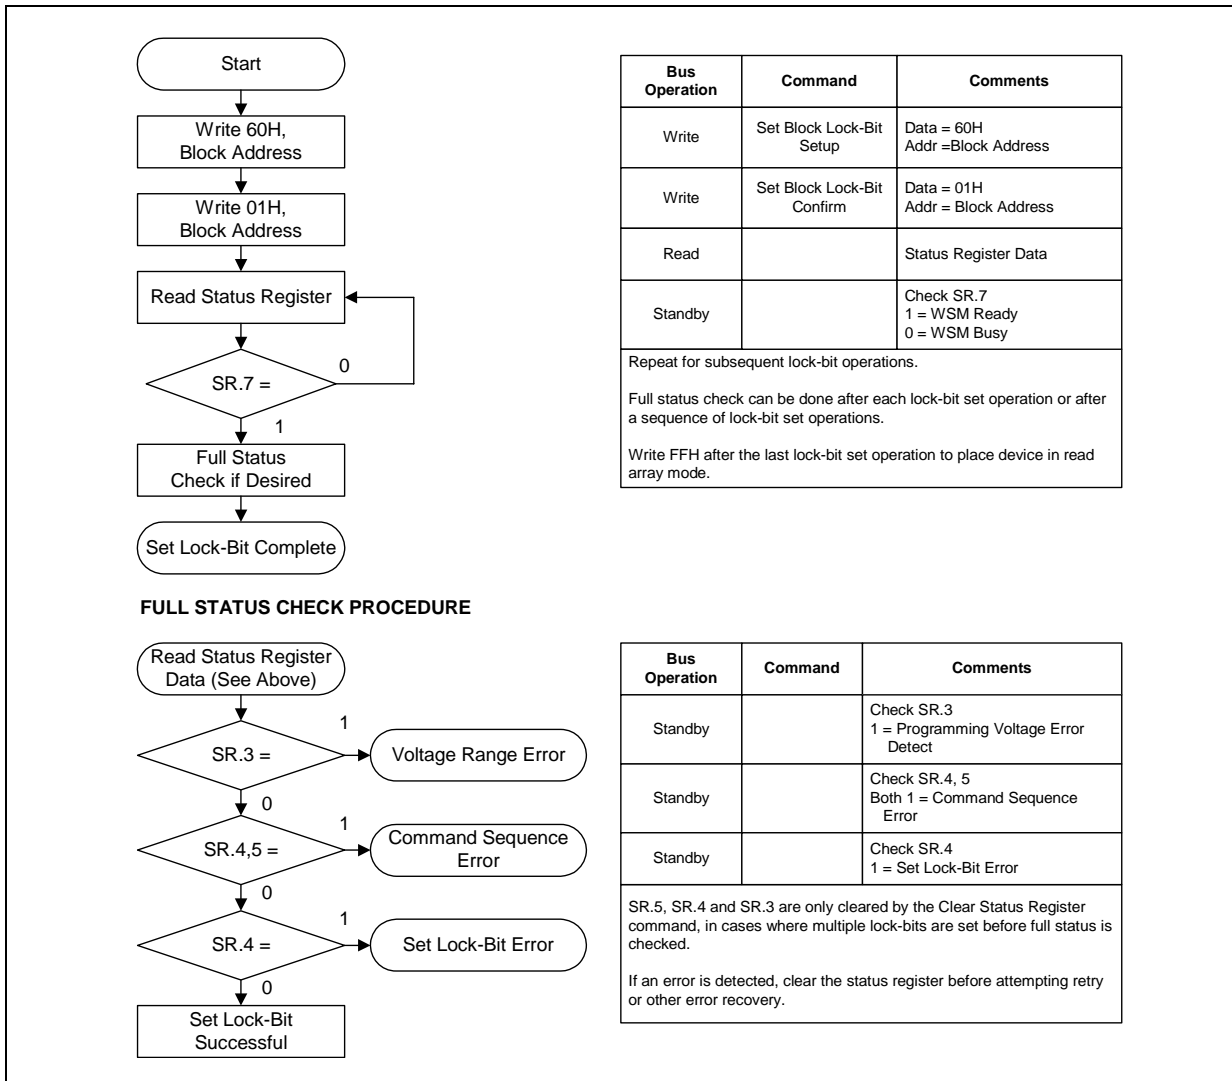 Start
Write 60H,
Block Address
Write 01H,
Block Address
Read Status Register
SR.7 =
0
1
Full Status
Check if Desired
Set Lock-Bit Complete
Bus
Operation
Command
Comments
Write
Set Block Lock-Bit
Setup
Data = 60H
Addr =Block Address
Write
Set Block Lock-Bit
Confirm
Data = 01H
Addr = Block Address
Read
Status Register Data
Standby
Check SR.7
1 = WSM Ready
0 = WSM Busy
Repeat for subsequent lock-bit operations.
Full status check can be done after each lock-bit set operation or after
a sequence of lock-bit set operations.
Write FFH after the last lock-bit set operation to place device in read
array mode.
FULL STATUS CHECK PROCEDURE
Read Status Register
Data (See Above)
SR.3 =
1
Voltage Range Error
0
SR.4,5 =
1
Command Sequence
Error
0
SR.4 =
1
Set Lock-Bit Error
0
Set Lock-Bit
Successful
Bus
Operation
Command
Comments
Standby
Check SR.3
1 = Programming Voltage Error
Detect
Standby
Check SR.4, 5
Both 1 = Command Sequence
Error
Standby
Check SR.4
1 = Set Lock-Bit Error
SR.5, SR.4 and SR.3 are only cleared by the Clear Status Register
command, in cases where multiple lock-bits are set before full status is
checked.
If an error is detected, clear the status register before attempting retry
or other error recovery.